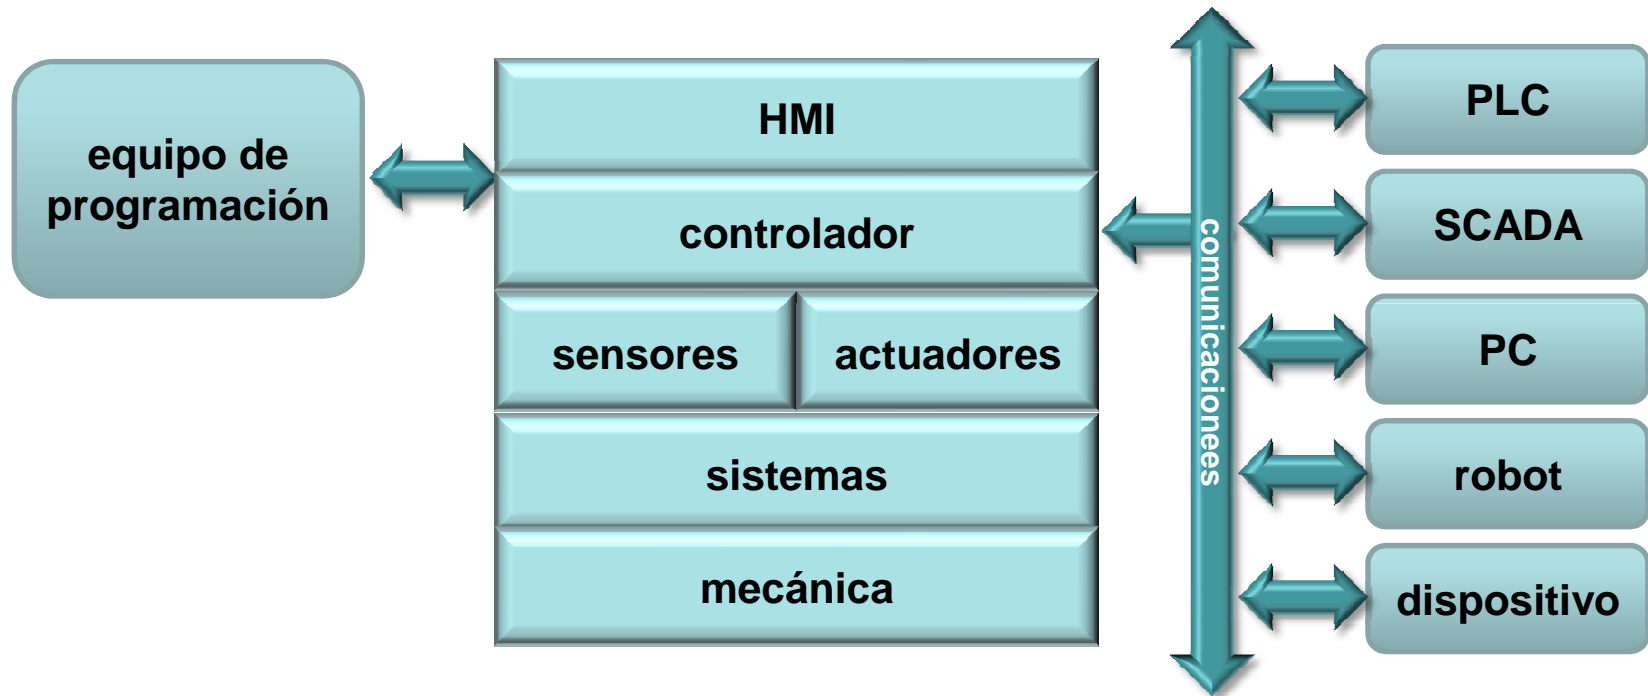 equipo de
programación
HMI
controlador
sensores
actuadores
sistemas
mecánica
comunicacionees
PLC
SCADA
PC
robot
dispositivo